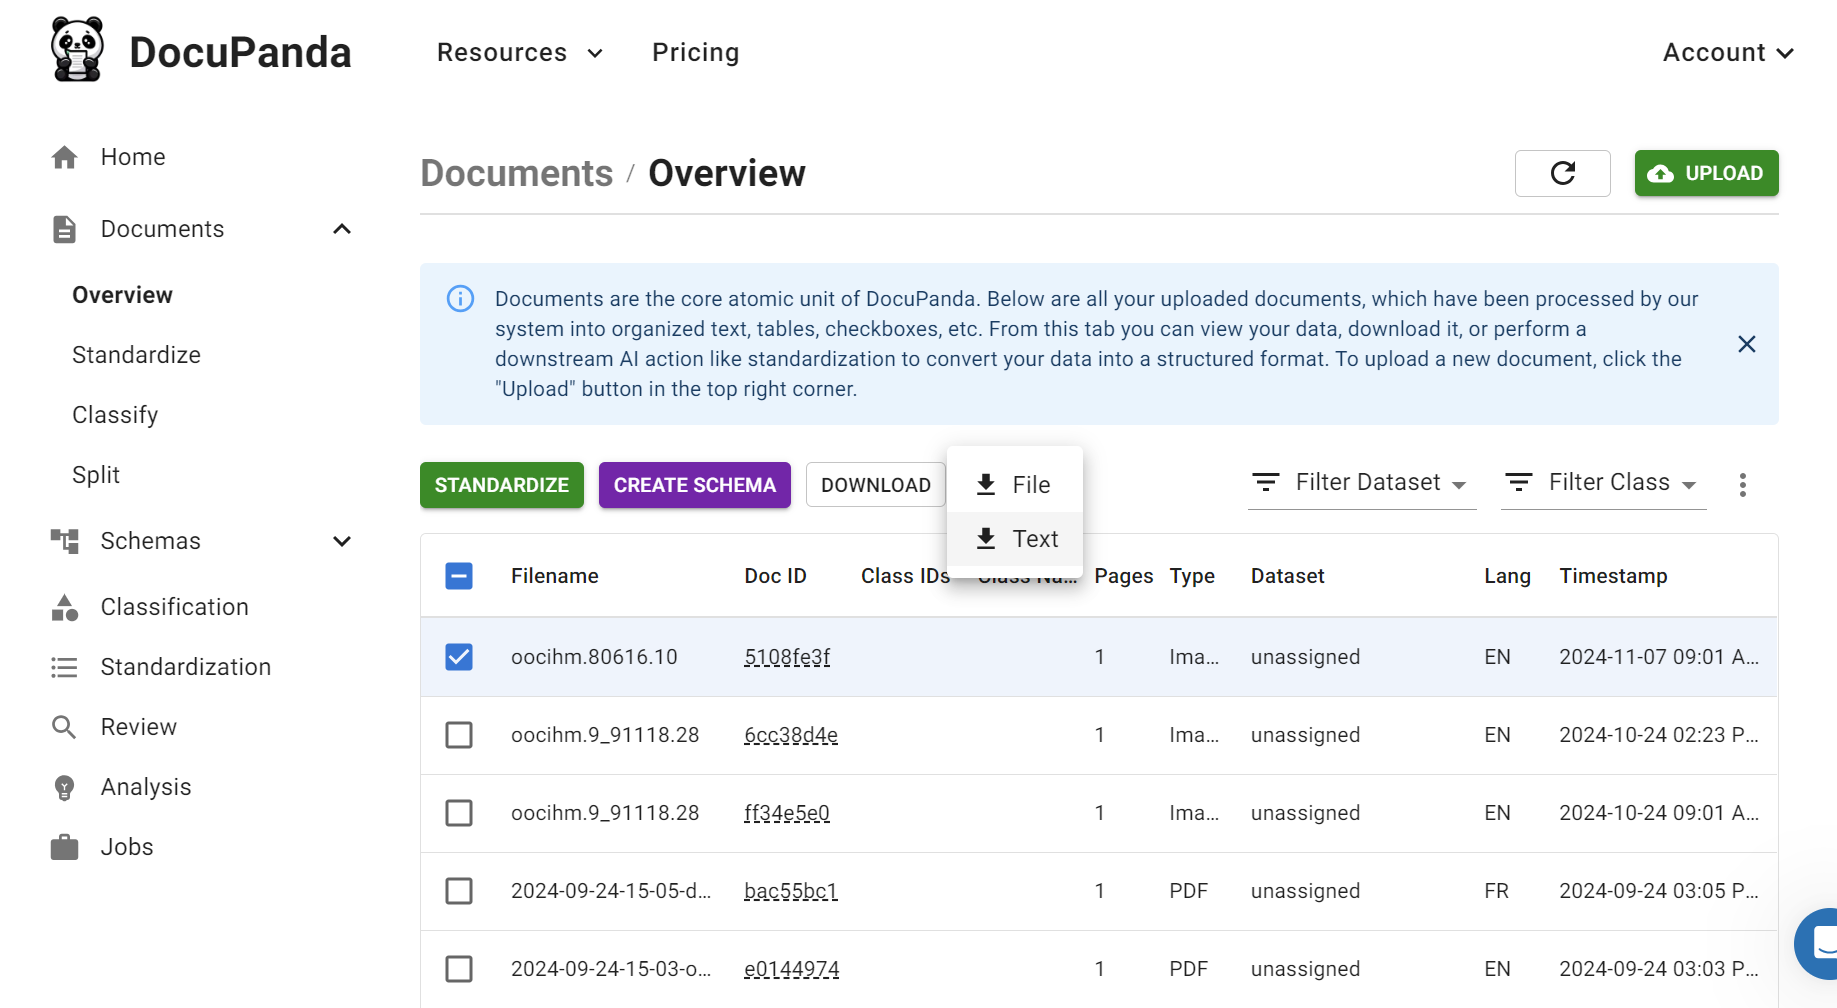 DocuPanda
Resources
Pricing
Account
Home
Documents
Overview
Standardize
Classify
Split
Schemas
Classification
Standardization
Review
Analysis
Jobs
Documents / Overview
UPLOAD
Documents are the core atomic unit of DocuPanda. Below are all your uploaded documents, which have been processed by our
system into organized text, tables, checkboxes, etc. From this tab you can view your data, download it, or perform a
downstream AI action like standardization to convert your data into a structured format. To upload a new document, click the
"Upload" button in the top right corner.
STANDARDIZE
CREATE SCHEMA
DOWNLOAD
File
Text
Filter Dataset
Filter Class
Filename Doc ID Class IDs Class Na... Pages Type Dataset Lang Timestamp
oocihm.80616.10 5108fe3f 1 Ima... unassigned EN 2024-11-07 09:01 A...
oocihm.9_91118.28 6cc38d4e 1 Ima... unassigned EN 2024-10-24 02:23 P...
oocihm.9_91118.28 ff34e5e0 1 Ima... unassigned EN 2024-10-24 09:01 A...
2024-09-24-15-05-d... bac55bc1 1 PDF unassigned FR 2024-09-24 03:05 P...
2024-09-24-15-03-o... e0144974 1 PDF unassigned EN 2024-09-24 03:03 P...